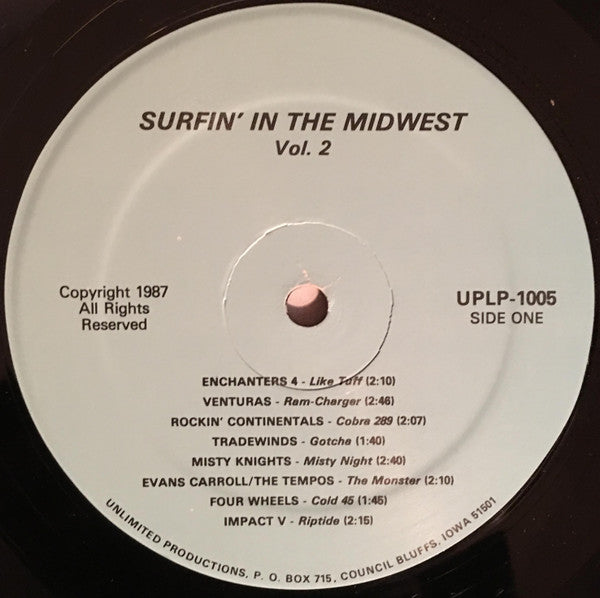 SURFIN' IN THE MIDWEST
Vol. 2
Copyright 1987
All Rights
Reserved
UPLP-1005
SIDE ONE
ENCHANTERS 4 - Like Tuff (2:10)
VENTURAS - Ram-Charger (2:46)
ROCKIN' CONTINENTALS - Cobra 289 (2:07)
TRADEWINDS - Gotcha (1:40)
MISTY KNIGHTS - Misty Night (2:40)
EVANS CARROLL/THE TEMPOS - The Monster (2:10)
FOUR WHEELS - Cold 45 (1:45)
IMPACT V - Riptide (2:15)
UNLIMITED PRODUCTIONS, P. O. BOX 715, COUNCIL BLUFFS, IOWA 51501